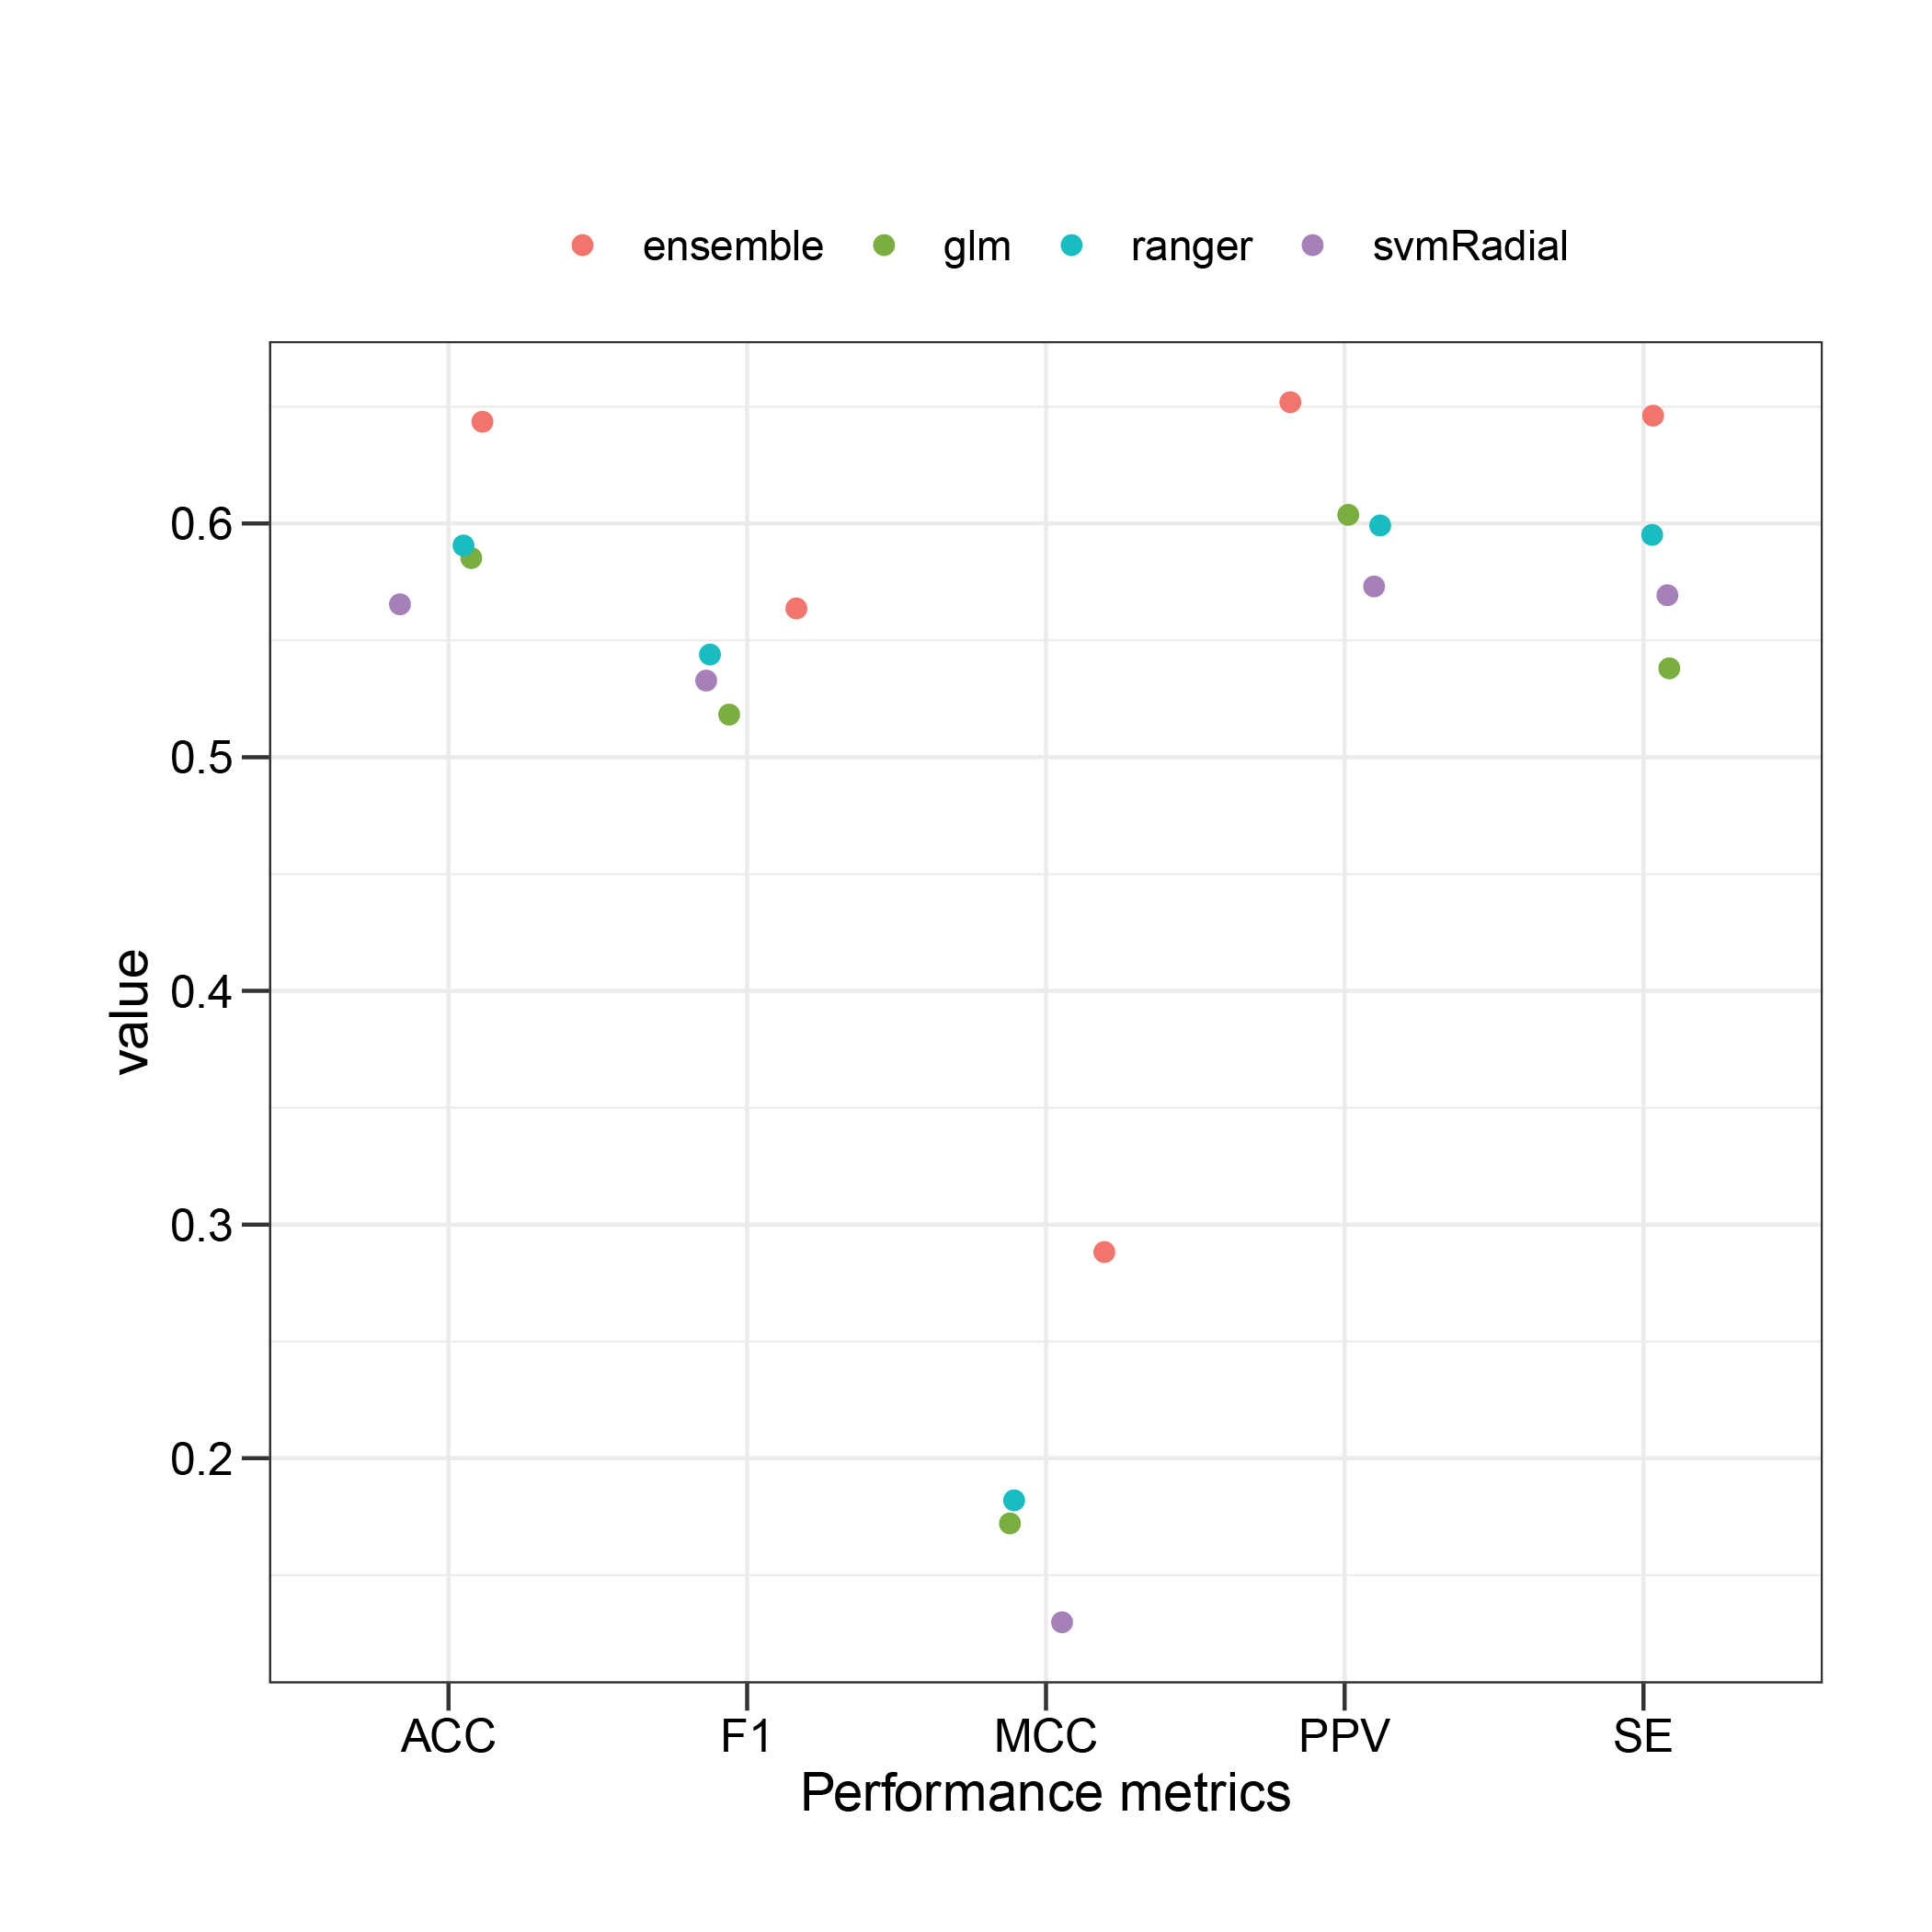 ensemble glm ranger svmRadial
0.6
0.5
0.4
0.3
0.2
value
ACC F1 MCC PPV SE
Performance metrics